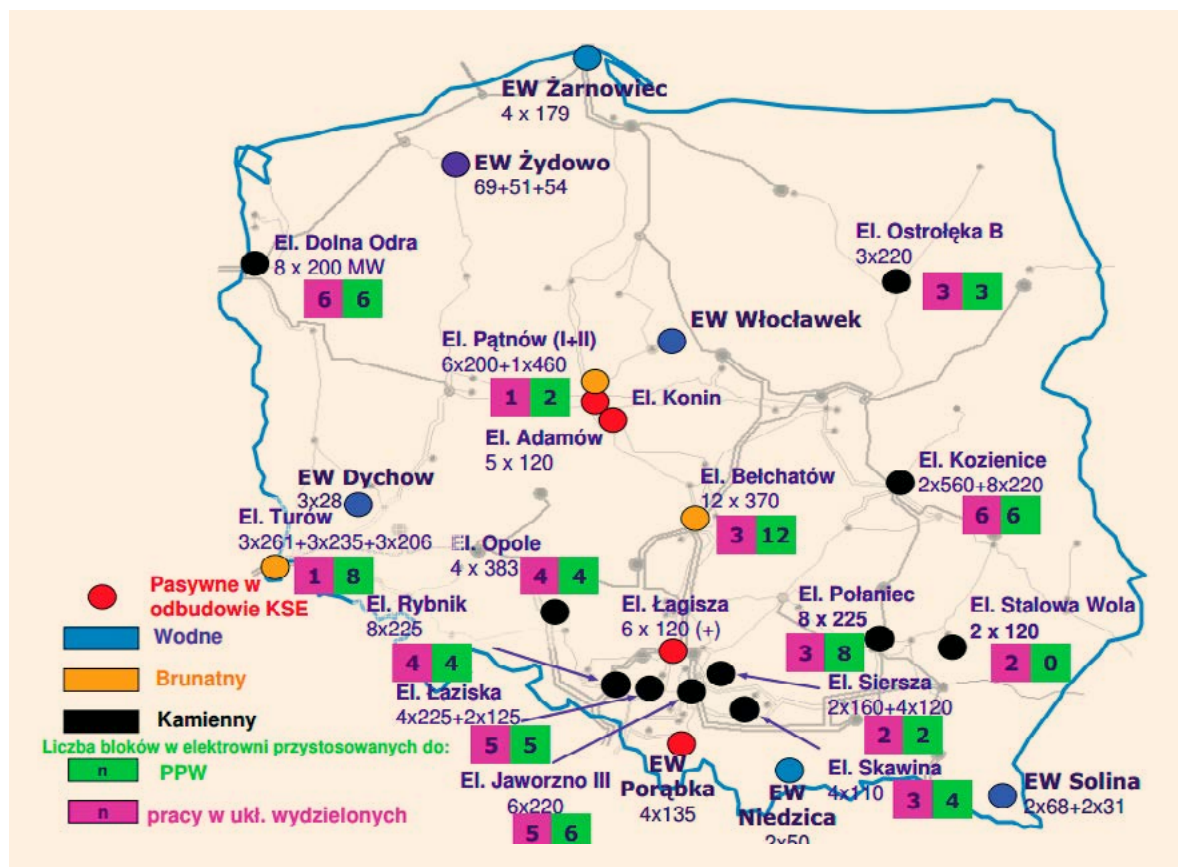 EW Żarnowiec
4 x 179
EW Żydowo
69+51+54
El. Dolna Odra
8 x 200 MW
6 6
El. Ostrołęka B
3x220
3 3
EW Włocławek
El. Pątnów (I+II)
6x200+1x460
1 2
El. Konin
El. Adamów
5 x 120
EW Dychow
3x28
El. Turów
3x261+3x235+3x206
1 8
El. Bełchatów
12 x 370
3 12
El. Kozienice
2x560+8x220
6 6
El. Opole
4 x 383
4 4
El. Rybnik
8x225
4 4
El. Łagisza
6 x 120 (+)
El. Połaniec
8 x 225
3 8
El. Stalowa Wola
2 x 120
2 0
El. Łaziska
4x225+2x125
5 5
El. Siersza
2x160+4x120
2 2
El. Jaworzno III
6x220
5 6
EW
Porąbka
4x135
EW
Niedzica
2x50
El. Skawina
4x110
3 4
EW Solina
2x68+2x31
Pasywne w
odbudowie KSE
Wodne
Brunatny
Kamienny
Liczba bloków w elektrowni przystosowanych do:
n PPW
n pracy w ukł. wydzielonych